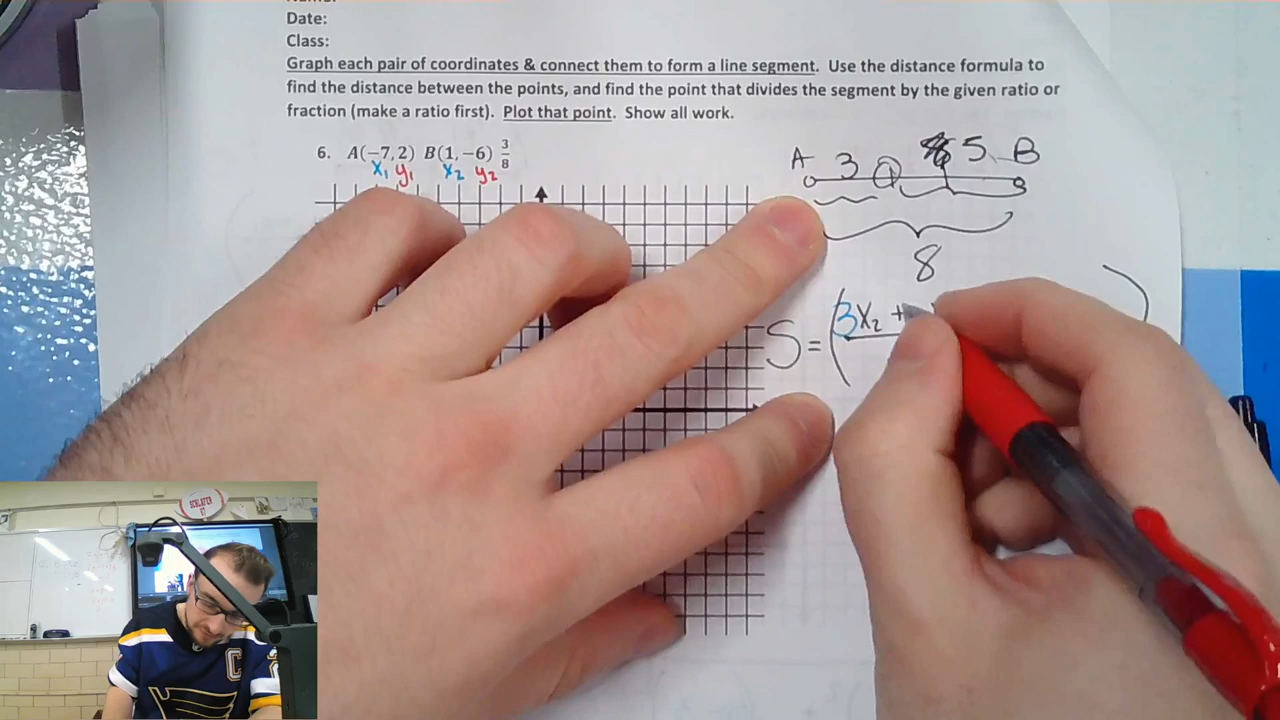 Date:
Class:
Graph each pair of coordinates & connect them to form a line segment. Use the distance formula to
find the distance between the points, and find the point that divides the segment by the given ratio or
fraction (make a ratio first). Plot that point. Show all work.
6. A(−7,2) B(1,−6) 3/8
x₁ y₁ x₂ y₂
A 3 5 B
8
S = (3x₂ +
)
SCHLATER
57
C